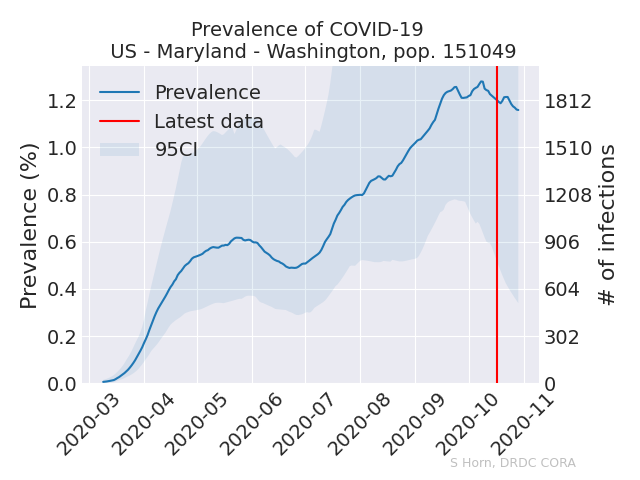 Prevalence of COVID-19
US - Maryland - Washington, pop. 151049
Prevalence
Latest data
95CI
Prevalence (%)
1.2
1.0
0.8
0.6
0.4
0.2
0.0
1812
1510
1208
906
604
302
0
# of infections
2020-03
2020-04
2020-05
2020-06
2020-07
2020-08
2020-09
2020-10
2020-11
S Horn, DRDC CORA